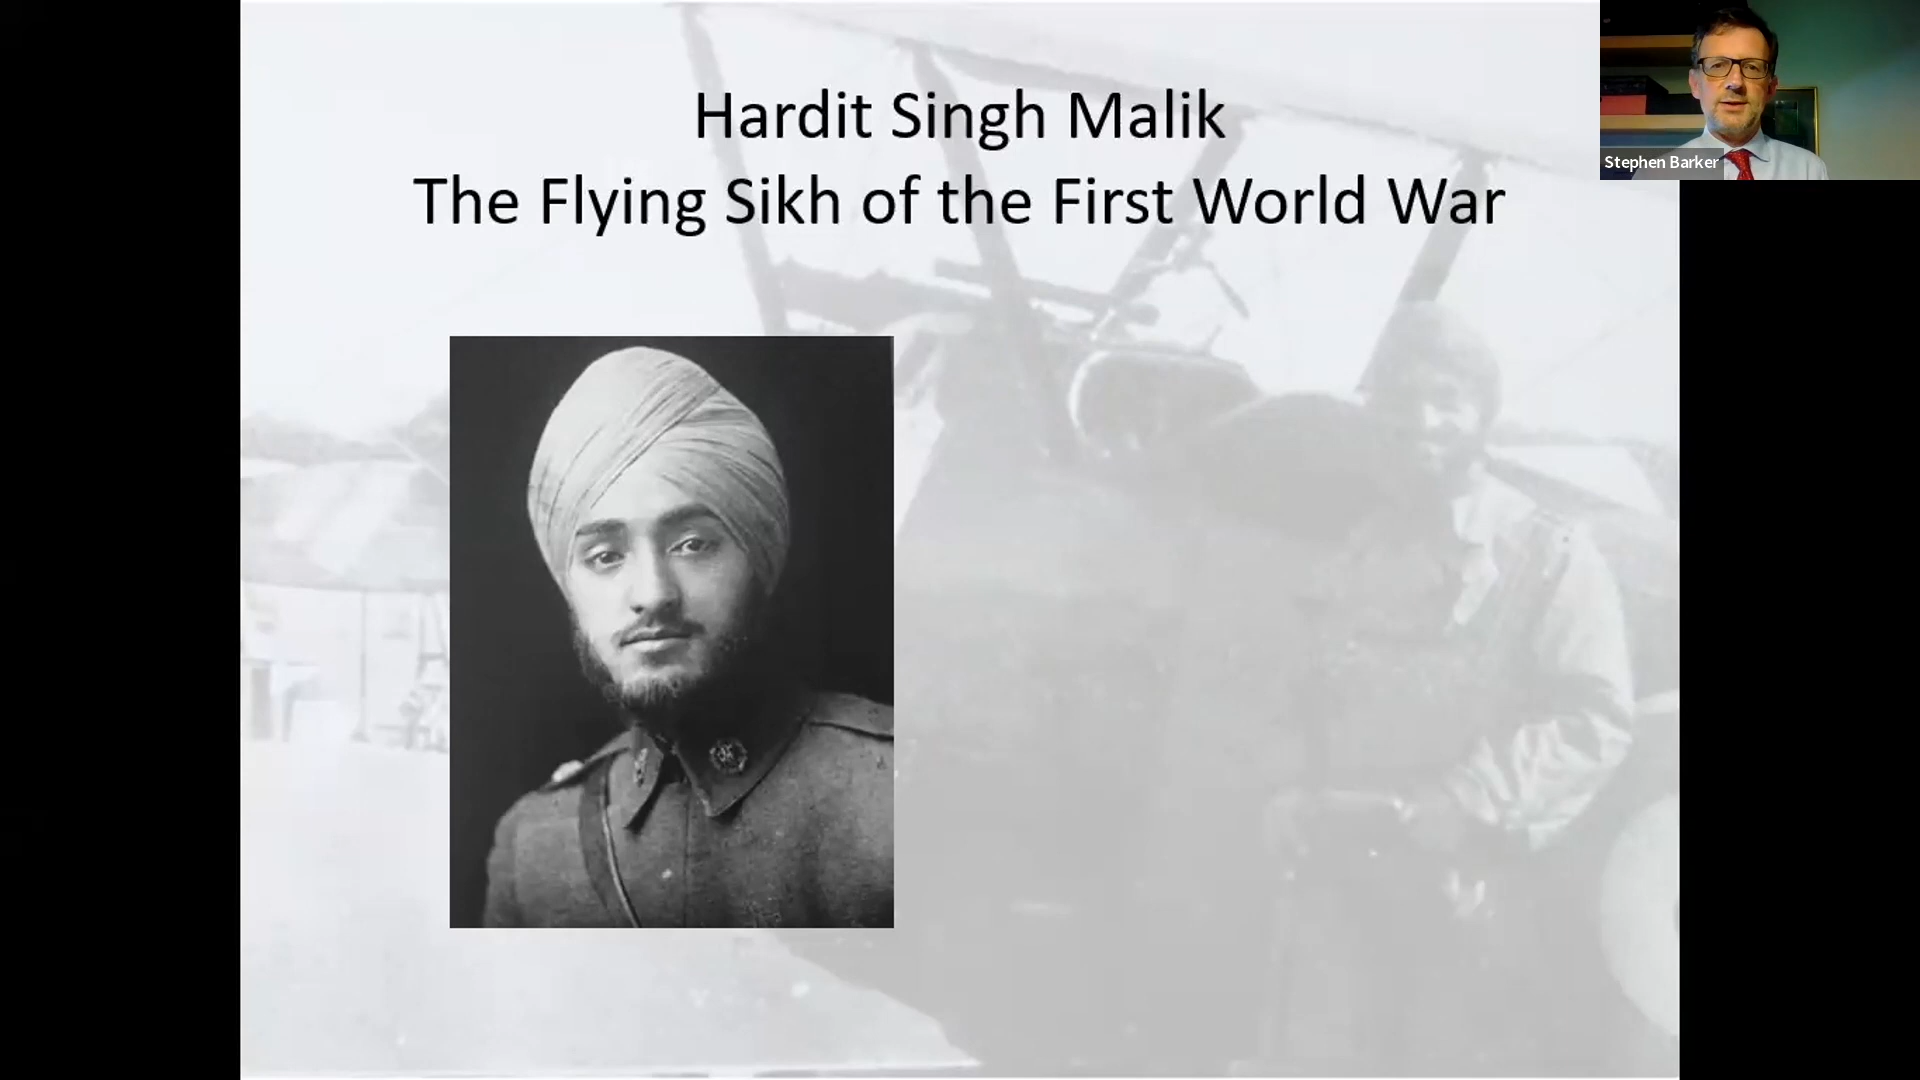 Hardit Singh Malik
The Flying Sikh of the First World War
Stephen Barker